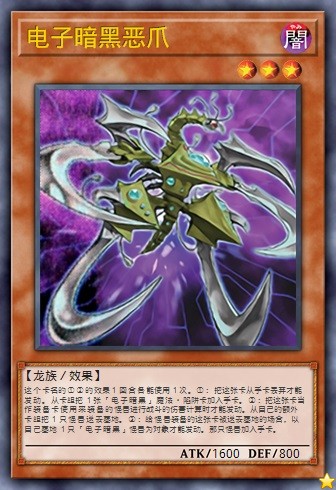 电子暗黑恶爪
闇
【龙族/效果】
这个卡名的①②的效果1回合各能使用1次。①:把这张卡从手卡丢弃才能
发动。从卡组把1张「电子暗黑」魔法·陷阱卡加入手卡。②:把这张卡当
作装备卡使用来装备的怪兽进行战斗的伤害计算时才能发动。从自己的额外
卡组把1只怪兽送去墓地。③:给怪兽装备的这张卡被送去墓地的场合,以
自己墓地1只「电子暗黑」怪兽为对象才能发动。那只怪兽加入手卡。
ATK/1600 DEF/800